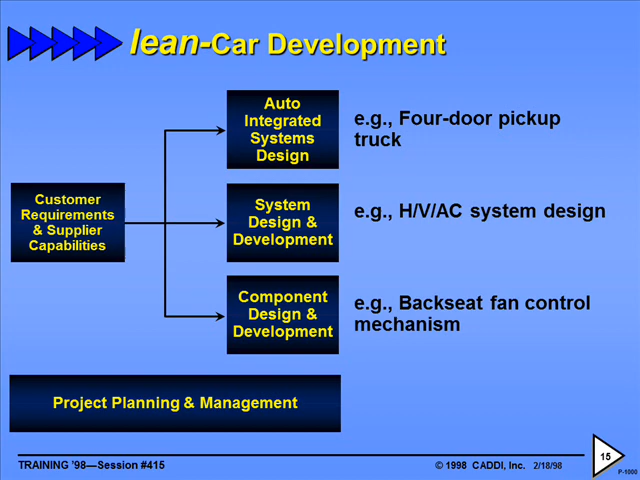 lean-Car Development
Auto
Integrated
Systems
Design
e.g., Four-door pickup
truck
Customer
Requirements
& Supplier
Capabilities
System
Design &
Development
e.g., H/V/AC system design
Component
Design &
Development
e.g., Backseat fan control
mechanism
Project Planning & Management
TRAINING '98—Session #415
© 1998 CADDI, Inc. 2/18/98
15
P-1000